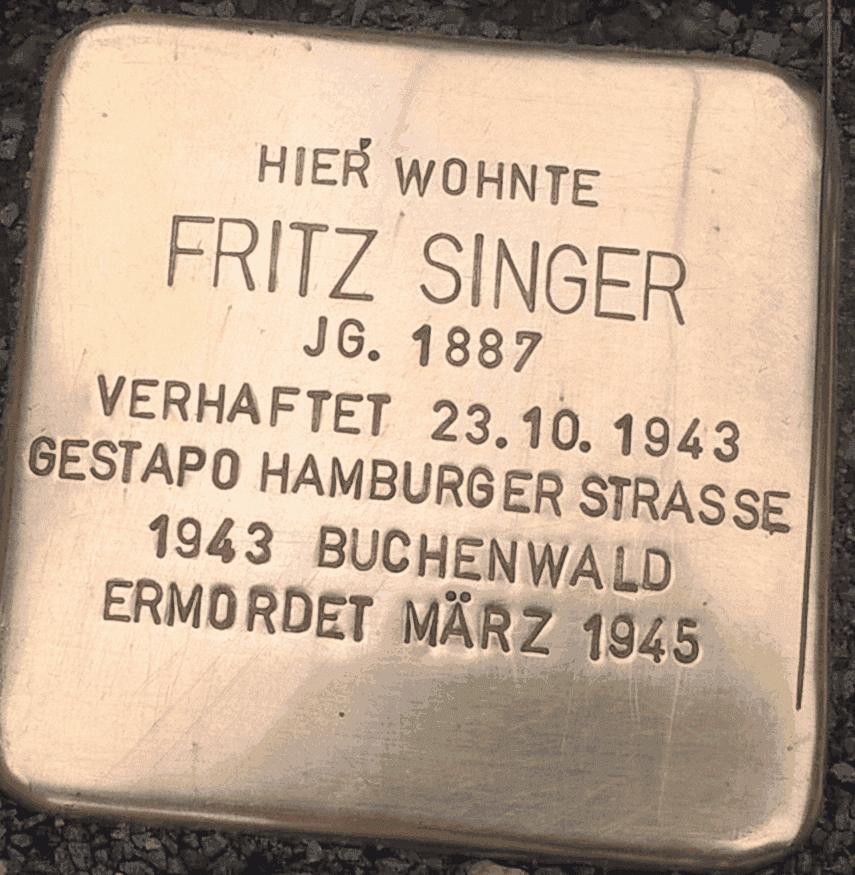 HIER WOHNTE
FRITZ SINGER
JG. 1887
VERHAFTET 23.10.1943
GESTAPO HAMBURGER STRASSE
1943 BUCHENWALD
ERMORDET MÄRZ 1945